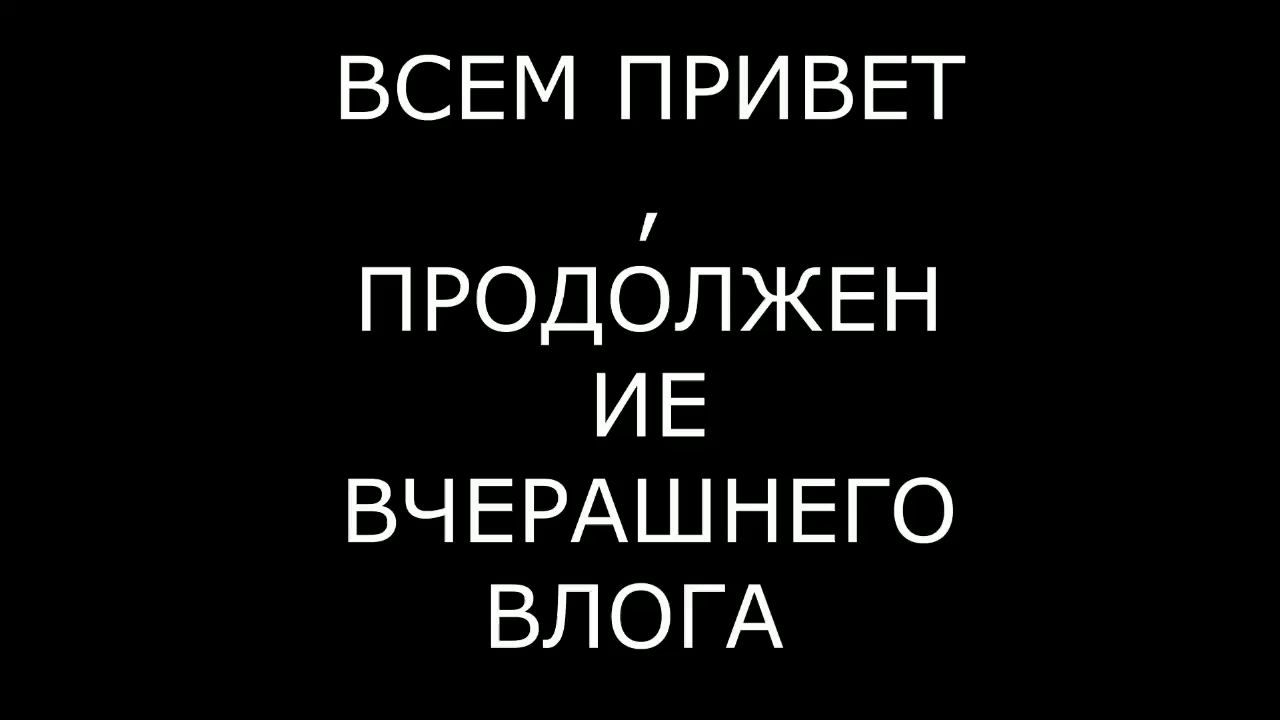 ВСЕМ ПРИВЕТ
,
ПРОДОЛЖЕН
ИЕ
ВЧЕРАШНЕГО
ВЛОГА